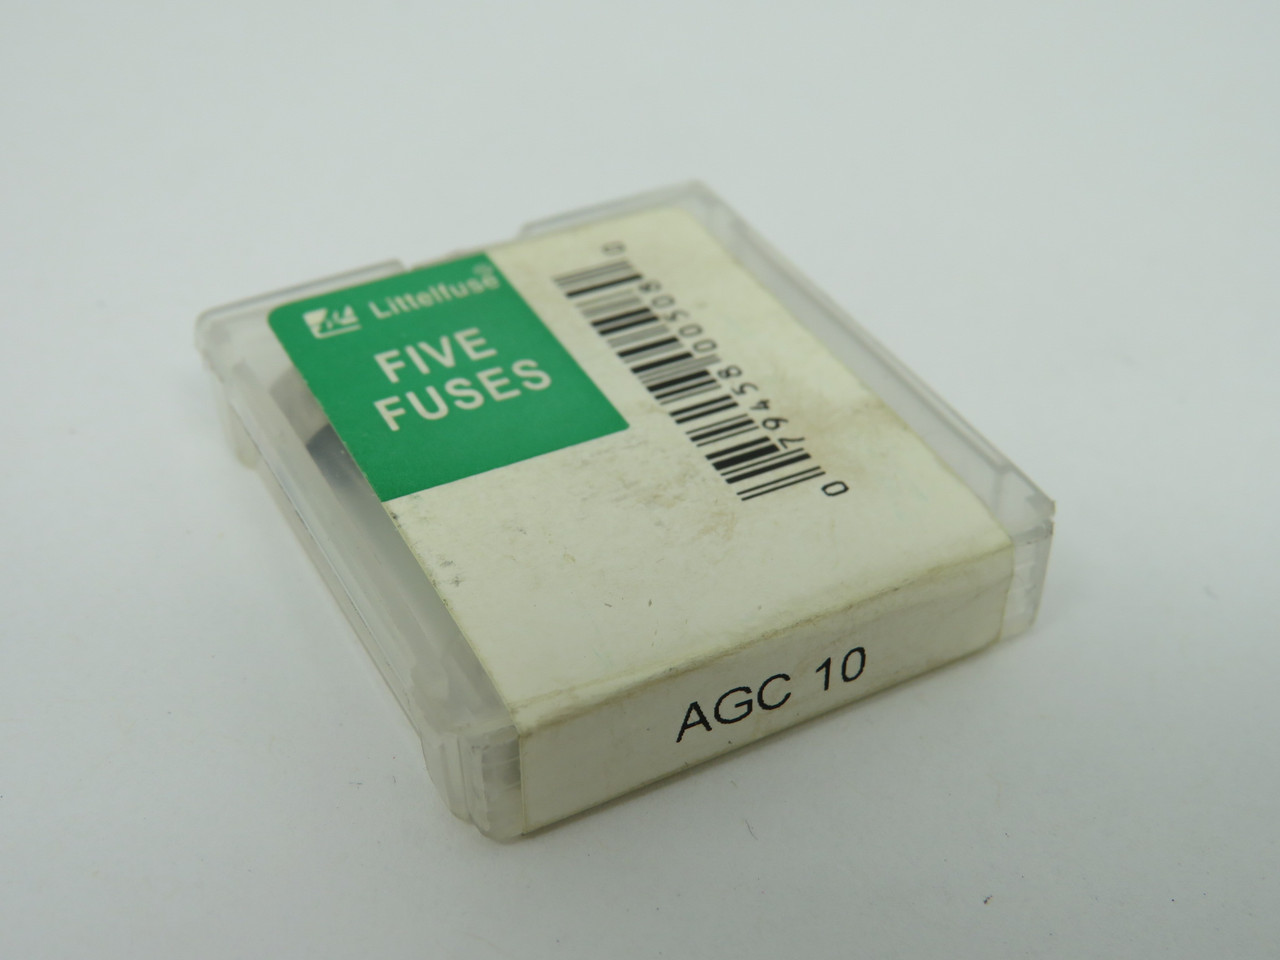 Littelfuse®
FIVE
FUSES
0 79458 00508 0
AGC 10